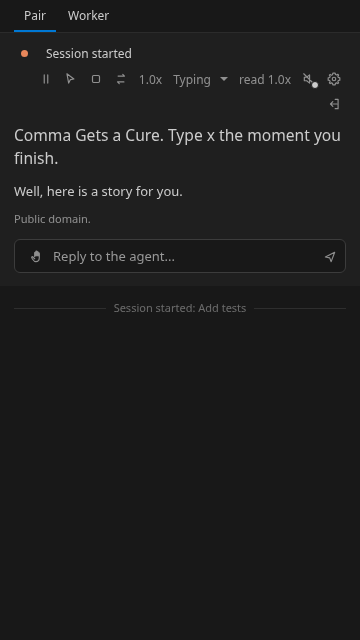 Pair Worker
Session started
1.0x Typing read 1.0x
Comma Gets a Cure. Type x the moment you
finish.
Well, here is a story for you.
Public domain.
Reply to the agent...
Session started: Add tests